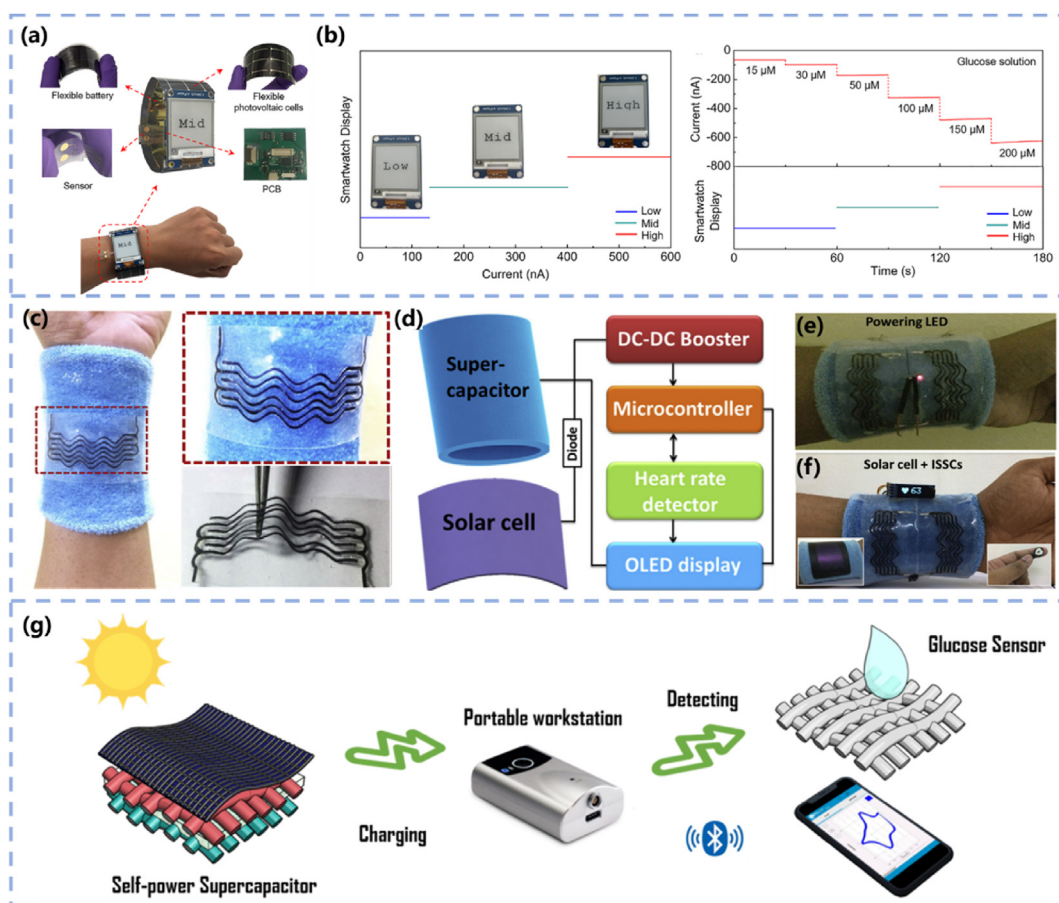 (a)
Flexible battery
Flexible
photovoltaic cells
Mid
Sensor
PCB
Mid
(b)
Smartwatch Display
Low
Mid
High
Low
Mid
High
0 100 200 300 400 500 600
Current (nA)
0
-200
-400
-600
-800
Current (nA)
15 µM
30 µM
50 µM
100 µM
150 µM
200 µM
Glucose solution
Smartwatch
Display
Low
Mid
High
0 30 60 90 120 150 180
Time (s)
(c)
(d)
Super-
capacitor
Solar cell
Diode
DC-DC Booster
Microcontroller
Heart rate
detector
OLED display
(e)
Powering LED
(f)
Solar cell + ISSCs
63
(g)
Self-power Supercapacitor
Charging
Portable workstation
Detecting
Glucose Sensor